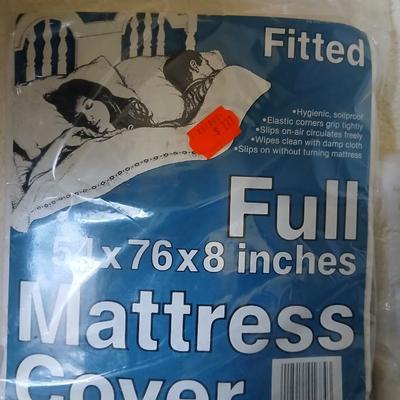 Fitted
•Hygienic, soilproof
•Elastic corners grip tightly
•Slips on-air circulates freely
•Wipes clean with damp cloth
•Slips on without turning mattress
Full
54x76x8 inches
Mattress
Cover